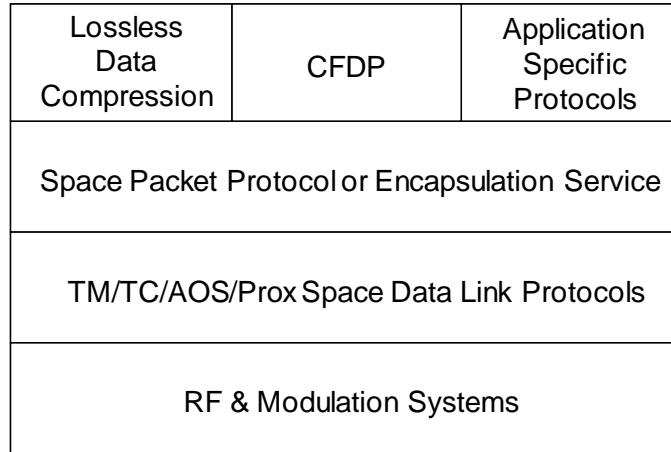 Lossless
Data
Compression
CFDP
Application
Specific
Protocols
Space Packet Protocol or Encapsulation Service
TM/TC/AOS/Prox Space Data Link Protocols
RF & Modulation Systems